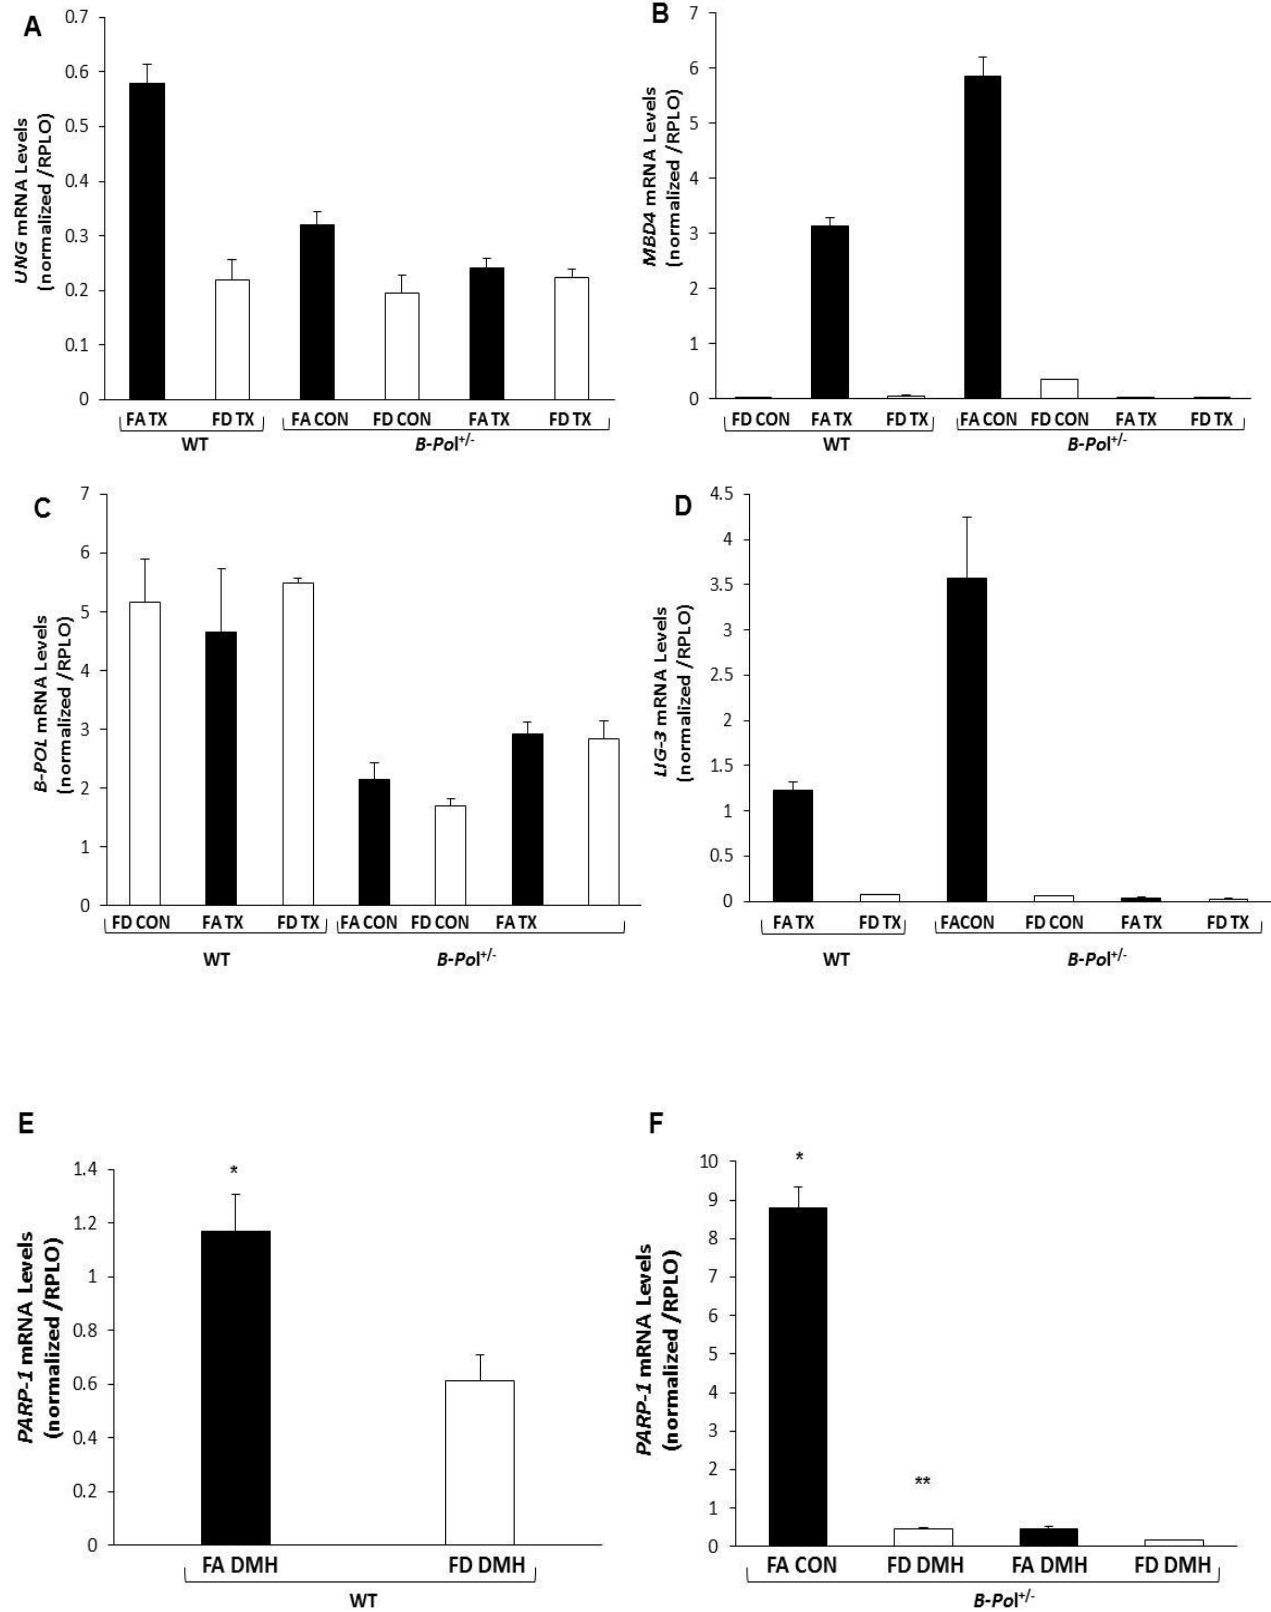 A
UNG mRNA Levels
(normalized /RPLO)
0.7
0.6
0.5
0.4
0.3
0.2
0.1
0
FA TX FD TX FA CON FD CON FA TX FD TX
WT B-Pol+/-
B
MBD4 mRNA Levels
(normalized /RPLO)
7
6
5
4
3
2
1
0
FD CON FA TX FD TX FA CON FD CON FA TX FD TX
WT B-Pol+/-
C
B-POL mRNA Levels
(normalized /RPLO)
7
6
5
4
3
2
1
0
FD CON FA TX FD TX FA CON FD CON FA TX
WT B-Pol+/-
D
LIG-3 mRNA Levels
(normalized /RPLO)
4.5
4
3.5
3
2.5
2
1.5
1
0.5
0
FA TX FD TX FACON FD CON FA TX FD TX
WT B-Pol+/-
E
PARP-1 mRNA Levels
(normalized /RPLO)
1.4
1.2
1
0.8
0.6
0.4
0.2
0
*
FA DMH FD DMH
WT
F
PARP-1 mRNA Levels
(normalized /RPLO)
10
9
8
7
6
5
4
3
2
1
0
*
**
FA CON FD DMH FA DMH FD DMH
B-Pol+/-